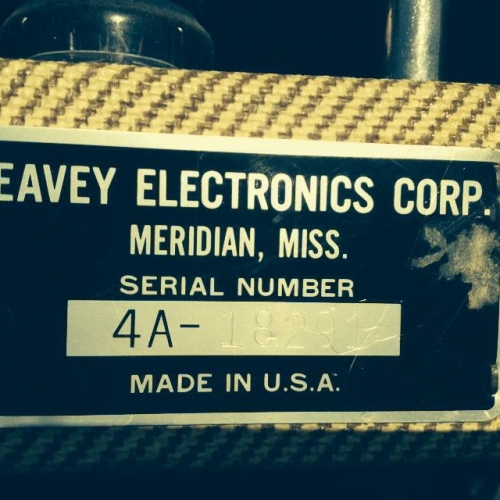 EAVEY ELECTRONICS CORP.
MERIDIAN, MISS.
SERIAL NUMBER
4A-
MADE IN U.S.A.